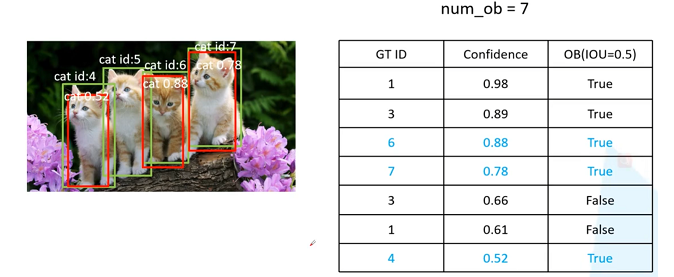 num_ob = 7
cat id:7
cat id:5
cat id:6
cat 0.78
cat id:4
cat 0.88
cat 0.52
GT ID Confidence OB(IOU=0.5)
1 0.98 True
3 0.89 True
6 0.88 True
7 0.78 True
3 0.66 False
1 0.61 False
4 0.52 True